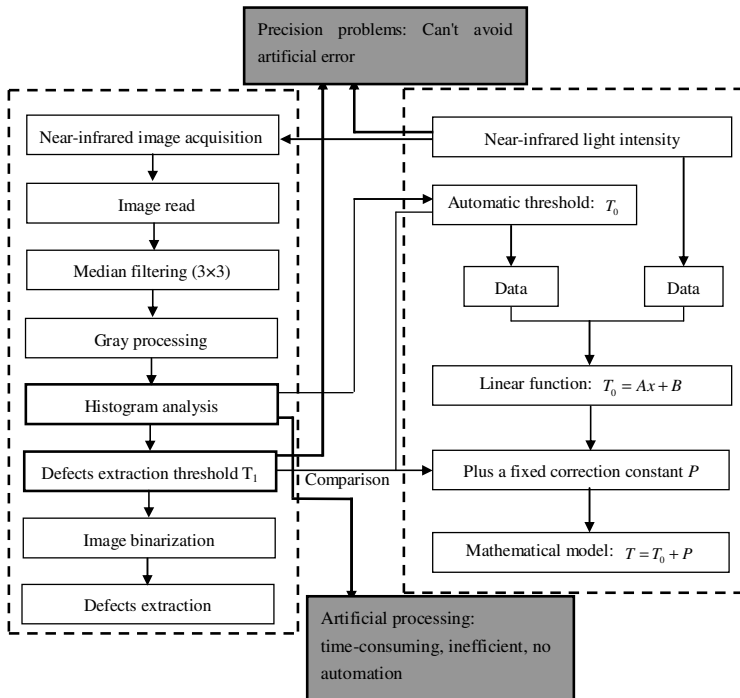 Precision problems: Can't avoid
artificial error
Near-infrared image acquisition
Image read
Median filtering (3×3)
Gray processing
Histogram analysis
Defects extraction threshold T₁
Image binarization
Defects extraction
Comparison
Near-infrared light intensity
Automatic threshold: T₀
Data
Data
Linear function: T₀ = Ax + B
Plus a fixed correction constant P
Mathematical model: T = T₀ + P
Artificial processing:
time-consuming, inefficient, no
automation